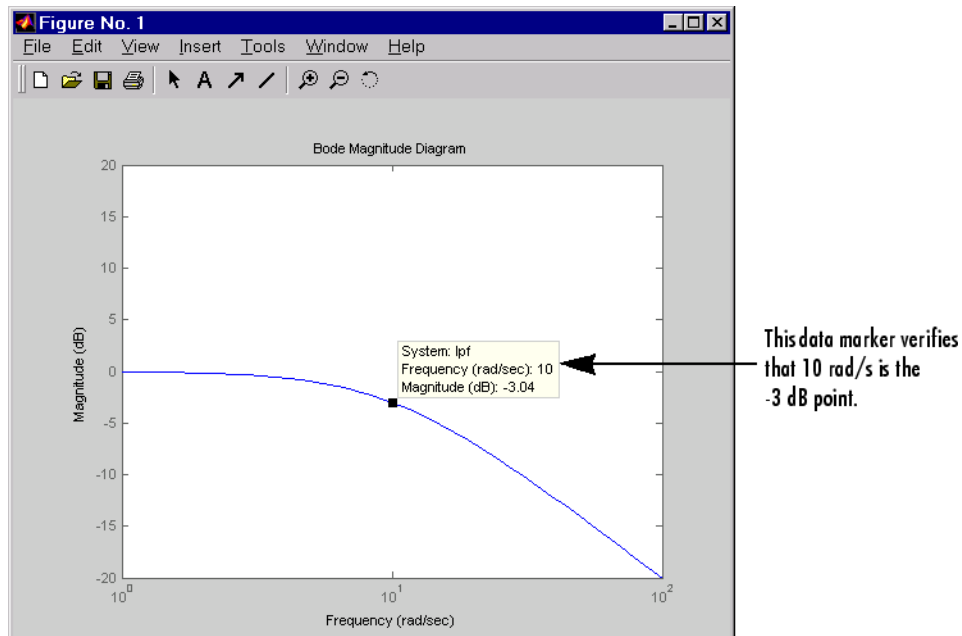 Figure No. 1
File Edit View Insert Tools Window Help
A
Bode Magnitude Diagram
20
15
10
5
0
-5
-10
-15
-20
Magnitude (dB)
System: lpf
Frequency (rad/sec): 10
Magnitude (dB): -3.04
This data marker verifies
that 10 rad/s is the
-3 dB point.
10^0
10^1
10^2
Frequency (rad/sec)